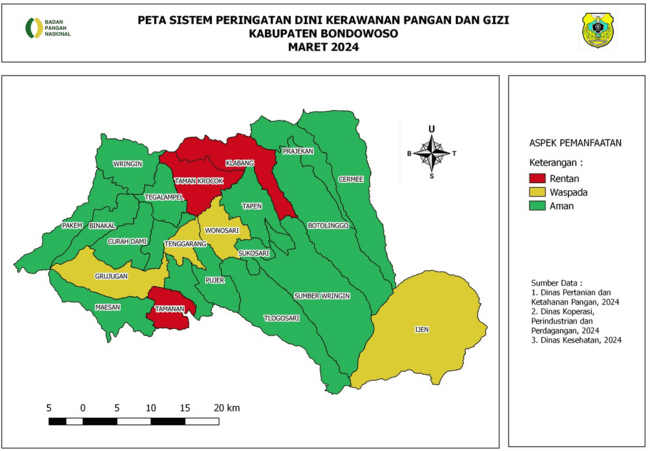 BADAN
PANGAN
NASIONAL
PETA SISTEM PERINGATAN DINI KERAWANAN PANGAN DAN GIZI
KABUPATEN BONDOWOSO
MARET 2024
U
B
T
S
WRINGIN
KLABANG
PRAJEKAN
CERMEE
TAMAN KROCOK
TEGALAMPEL
TAPEN
BOTOLINGGO
PAKEM
BINAKAL
WONOSARI
CURAH DAMI
TENGGARANG
SUKOSARI
GRUJUGAN
PUJER
SUMBER WRINGIN
MAESAN
TAMANAN
TLOGOSARI
IJEN
5 0 5 10 15 20 km
ASPEK PEMANFAATAN
Keterangan :
Rentan
Waspada
Aman
Sumber Data :
1. Dinas Pertanian dan
Ketahanan Pangan, 2024
2. Dinas Koperasi,
Perindustrian dan
Perdagangan, 2024
3. Dinas Kesehatan, 2024